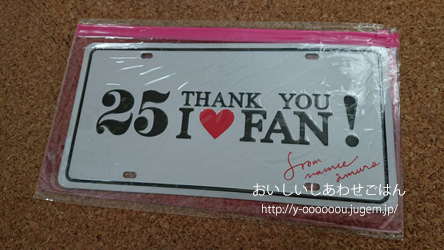 25 THANK YOU
I❤FAN!
from namie amuro
おいしいしあわせごはん
http://y-ooooooou.jugem.jp/